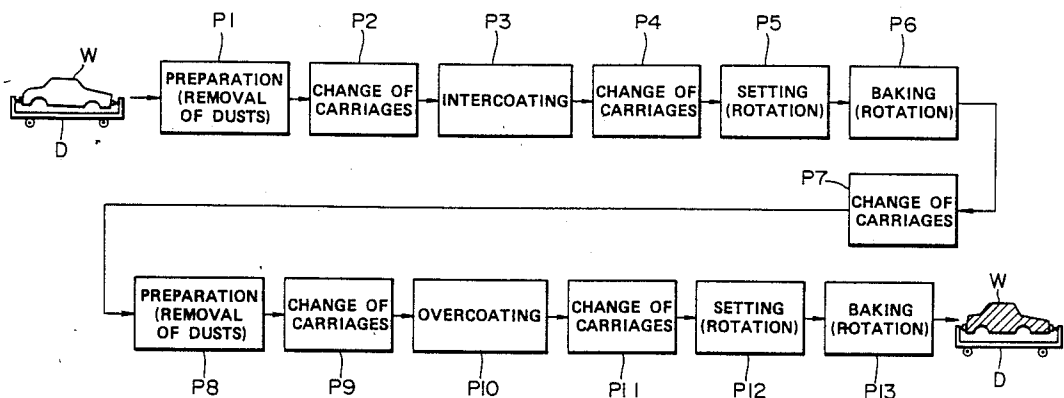 P1
P2
P3
P4
P5
P6
W
PREPARATION
(REMOVAL
OF DUSTS)
CHANGE OF
CARRIAGES
INTERCOATING
CHANGE OF
CARRIAGES
SETTING
(ROTATION)
BAKING
(ROTATION)
D
P7
CHANGE OF
CARRIAGES
PREPARATION
(REMOVAL
OF DUSTS)
CHANGE OF
CARRIAGES
OVERCOATING
CHANGE OF
CARRIAGES
SETTING
(ROTATION)
BAKING
(ROTATION)
W
D
P8
P9
P10
P11
P12
P13